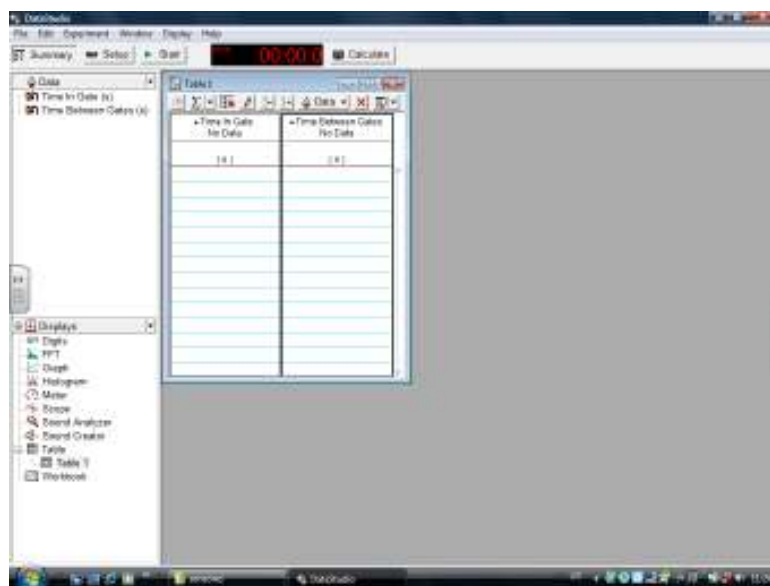 DataStudio
File Edit Experiment Window Display Help
Summary Setup Start 00:00.0 Calculate
Data
Time In Gate (s)
Time Between Gates (s)
Table 1
Data
Time In Gate
No Data
Time Between Gates
No Data
Displays
Digits
FFT
Graph
Histogram
Meter
Scope
Sound Analyzer
Sound Creator
Table
Table 1
Workbook
DataStudio